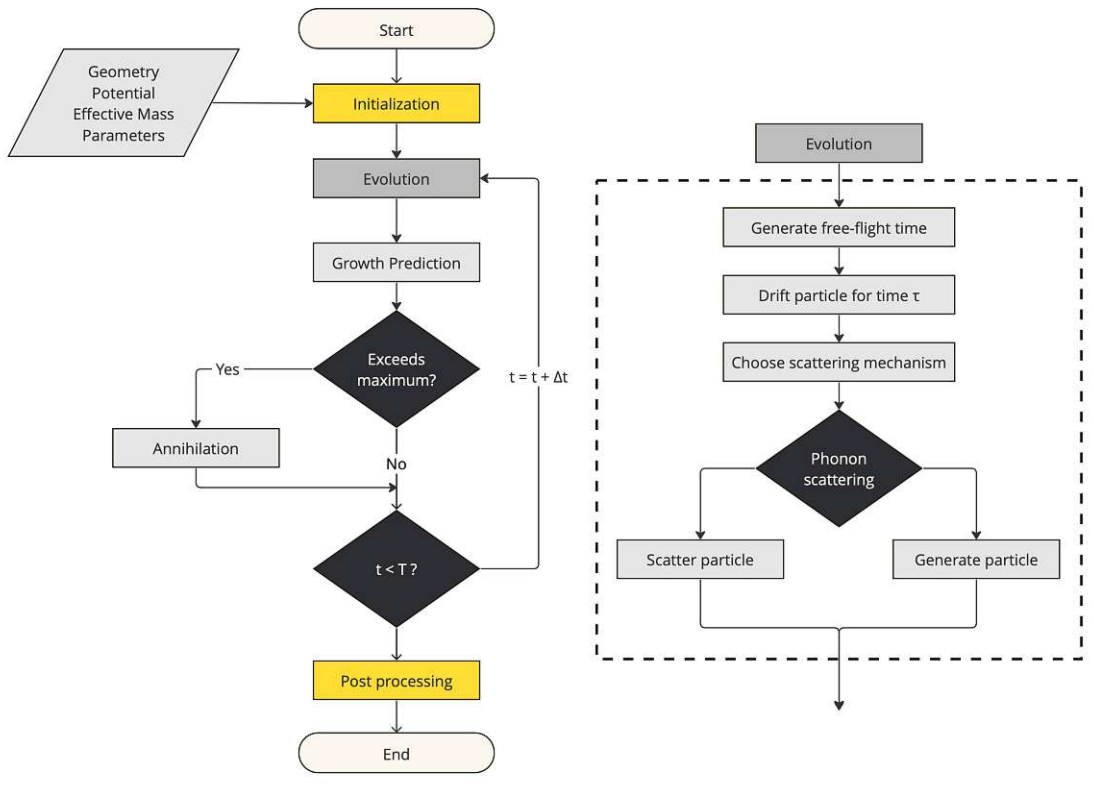 Start
Geometry
Potential
Effective Mass
Parameters
Initialization
Evolution
Growth Prediction
Exceeds
maximum?
Yes
Annihilation
No
t = t + Δt
t < T ?
Post processing
End
Evolution
Generate free-flight time
Drift particle for time τ
Choose scattering mechanism
Phonon
scattering
Scatter particle
Generate particle